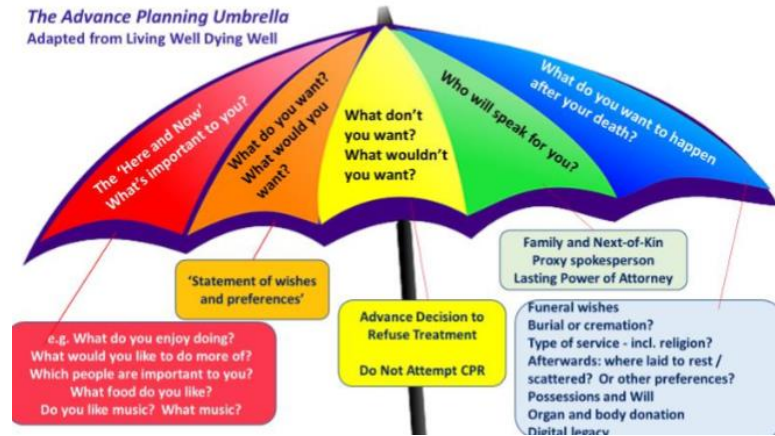 The Advance Planning Umbrella
Adapted from Living Well Dying Well
The 'Here and Now'
What's important to you?
What do you want?
What would you
want?
What don't
you want?
What wouldn't
you want?
Who will speak for you?
What do you want to happen
after your death?
e.g. What do you enjoy doing?
What would you like to do more of?
Which people are important to you?
What food do you like?
Do you like music? What music?
'Statement of wishes
and preferences'
Advance Decision to
Refuse Treatment
Do Not Attempt CPR
Family and Next-of-Kin
Proxy spokesperson
Lasting Power of Attorney
Funeral wishes
Burial or cremation?
Type of service - incl. religion?
Afterwards: where laid to rest /
scattered? Or other preferences?
Possessions and Will
Organ and body donation
Digital legacy